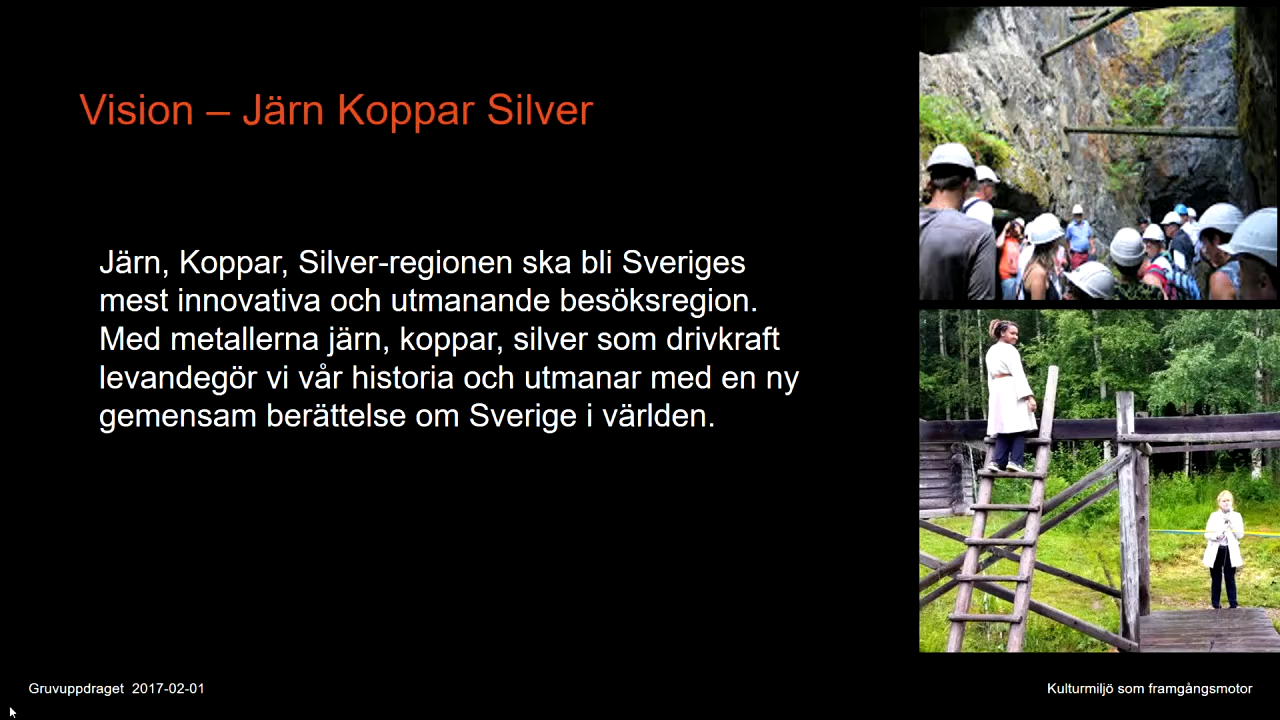 Vision – Järn Koppar Silver
Järn, Koppar, Silver-regionen ska bli Sveriges
mest innovativa och utmanande besöksregion.
Med metallerna järn, koppar, silver som drivkraft
levandegör vi vår historia och utmanar med en ny
gemensam berättelse om Sverige i världen.
Gruvuppdraget 2017-02-01
Kulturmiljö som framgångsmotor